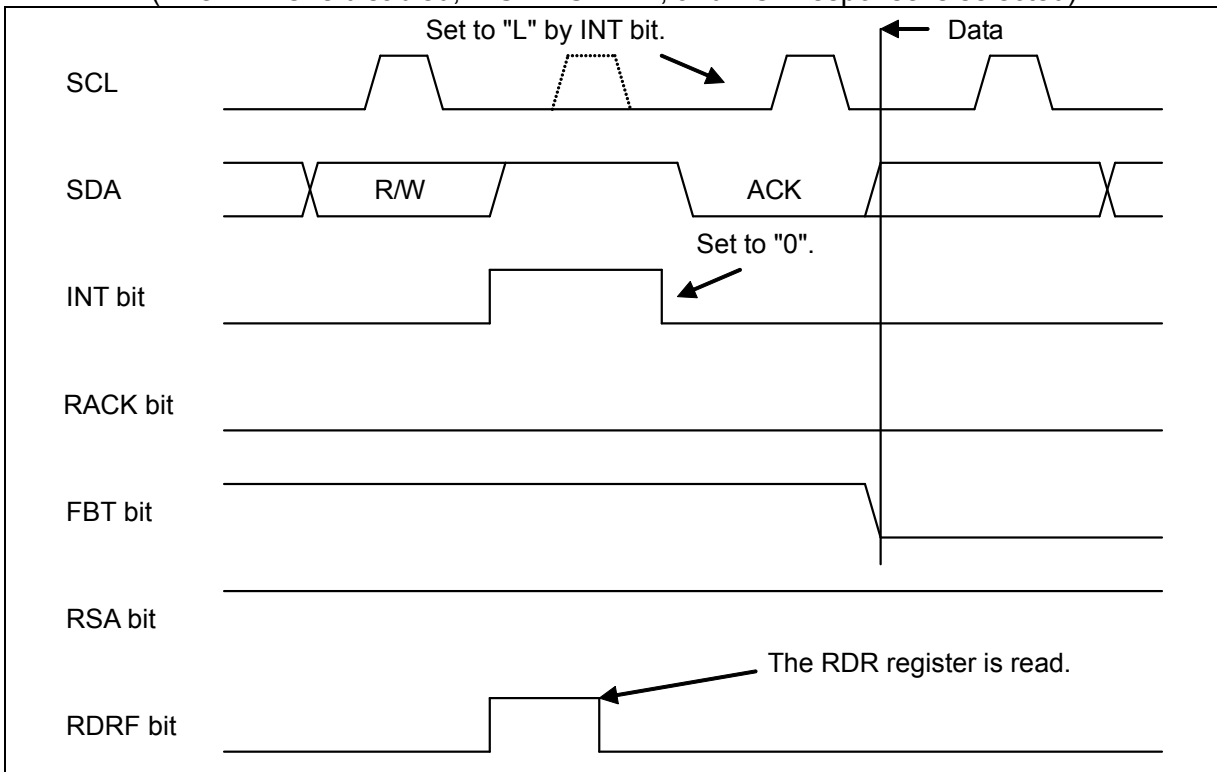 Set to "L" by INT bit.
Data
SCL
SDA
R/W
ACK
Set to "0".
INT bit
RACK bit
FBT bit
RSA bit
The RDR register is read.
RDRF bit